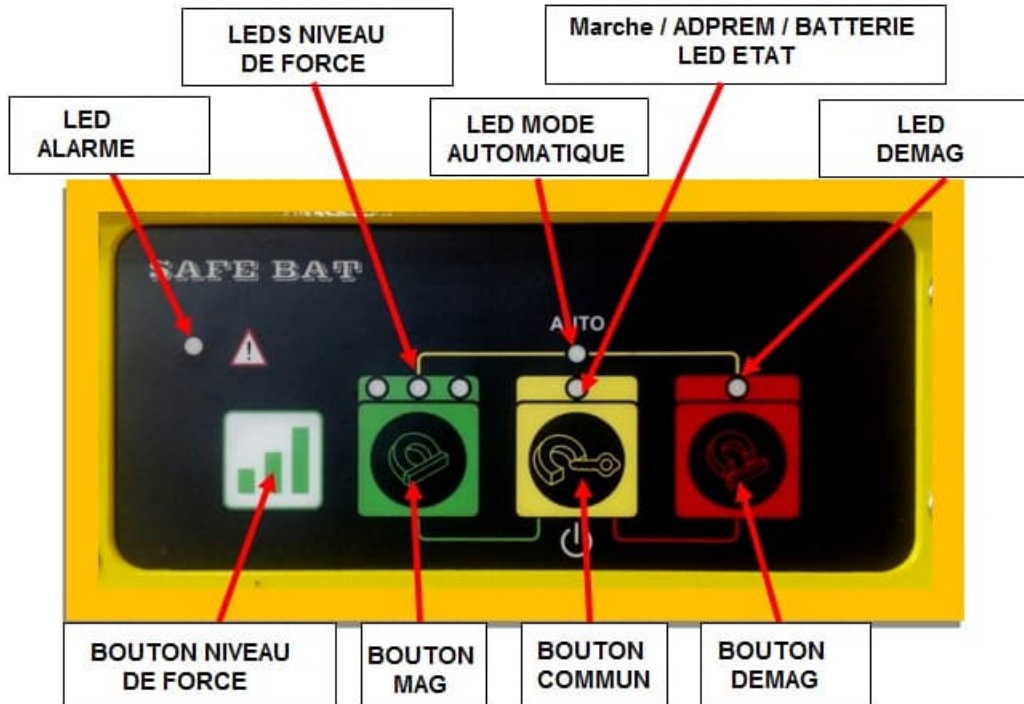 LEDS NIVEAU
DE FORCE
Marche / ADPREM / BATTERIE
LED ETAT
LED
ALARME
LED MODE
AUTOMATIQUE
LED
DEMAG
SAFE BAT
AUTO
BOUTON NIVEAU
DE FORCE
BOUTON
MAG
BOUTON
COMMUN
BOUTON
DEMAG